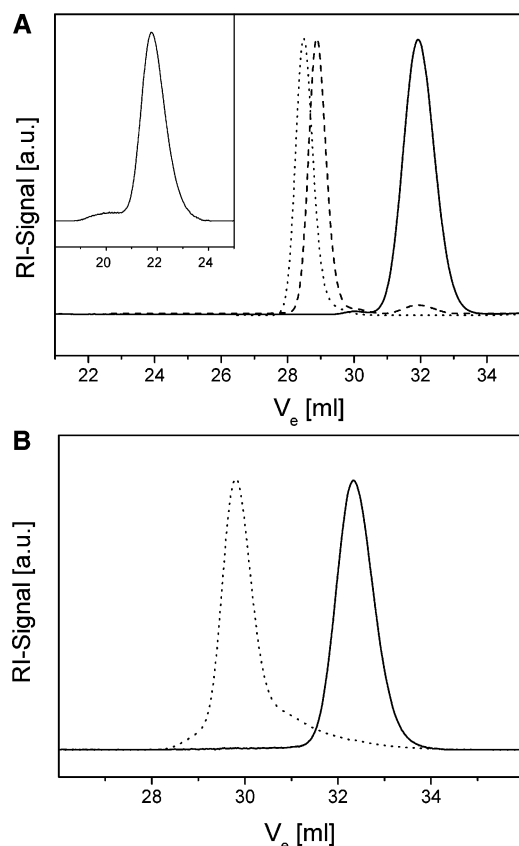 A
RI-Signal [a.u.]
20 22 24
22 24 26 28 30 32 34
Ve [ml]
B
RI-Signal [a.u.]
28 30 32 34
Ve [ml]